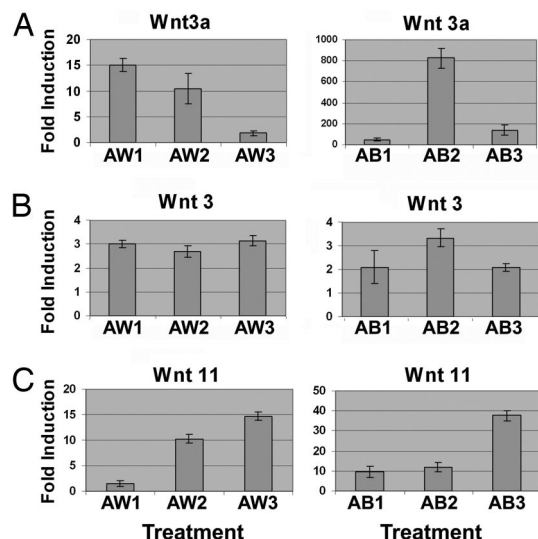 A
Wnt3a
Wnt 3a
Fold Induction
20
15
10
5
0
AW1 AW2 AW3
1000
800
600
400
200
0
AB1 AB2 AB3
B
Wnt 3
Wnt 3
Fold Induction
4
3
2
1
0
AW1 AW2 AW3
4
3
2
1
0
AB1 AB2 AB3
C
Wnt 11
Wnt 11
Fold Induction
20
15
10
5
0
AW1 AW2 AW3
50
40
30
20
10
0
AB1 AB2 AB3
Treatment
Treatment